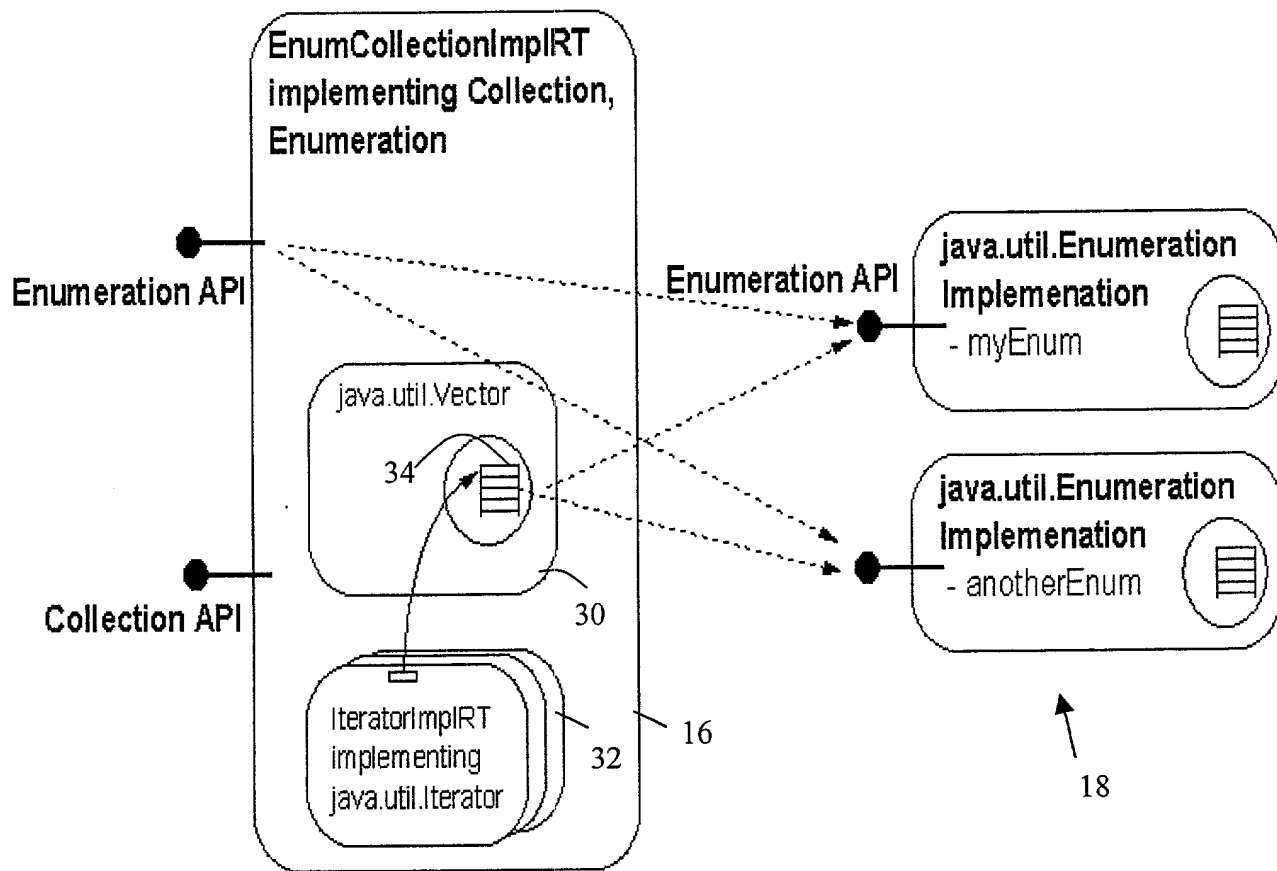 EnumCollectionImplRT
implementing Collection,
Enumeration
Enumeration API
Enumeration API
java.util.Enumeration
Implemenation
- myEnum
java.util.Vector
34
java.util.Enumeration
Implemenation
- anotherEnum
30
Collection API
IteratorImplRT
implementing
java.util.Iterator
32
16
18